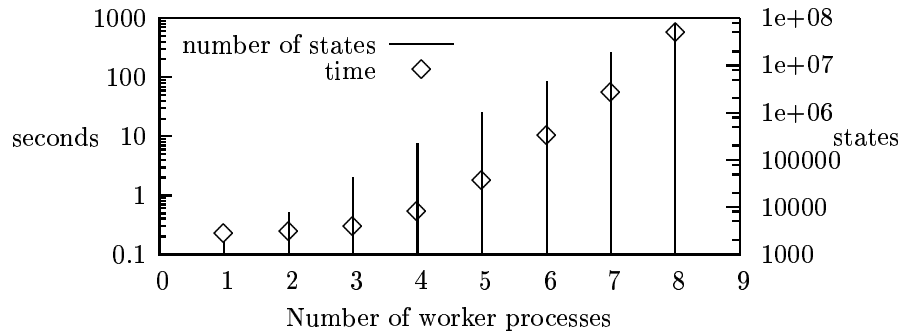 1000
100
10
1
0.1
seconds
number of states
time
1e+08
1e+07
1e+06
100000
10000
1000
states
0 1 2 3 4 5 6 7 8 9
Number of worker processes